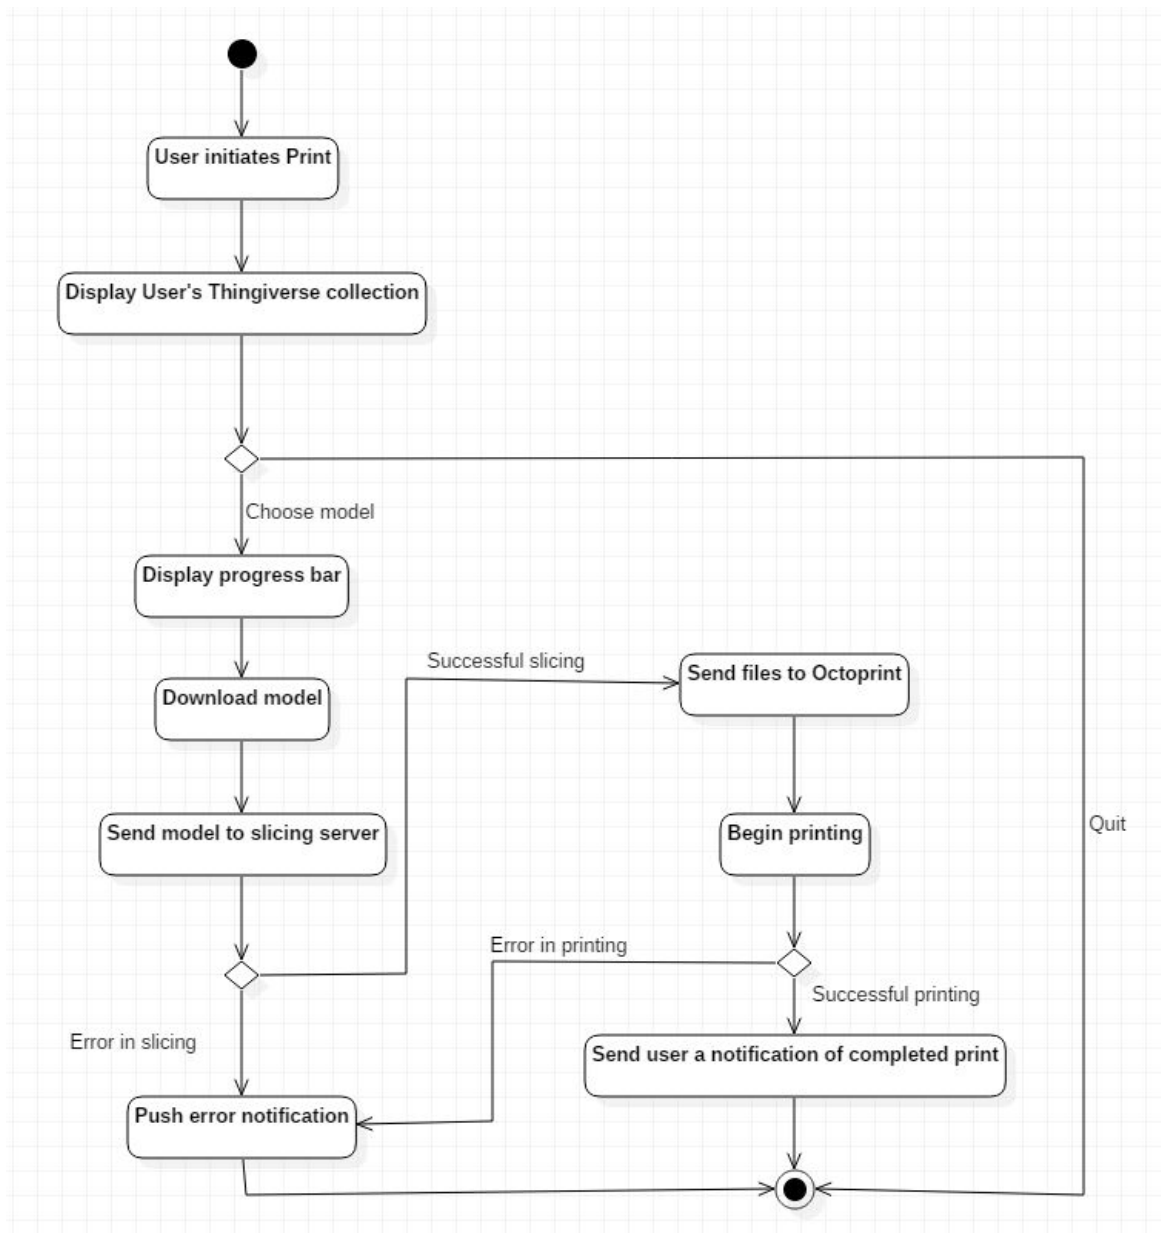 User initiates Print
Display User's Thingiverse collection
Choose model
Display progress bar
Successful slicing
Send files to Octoprint
Download model
Quit
Send model to slicing server
Begin printing
Error in printing
Successful printing
Error in slicing
Send user a notification of completed print
Push error notification